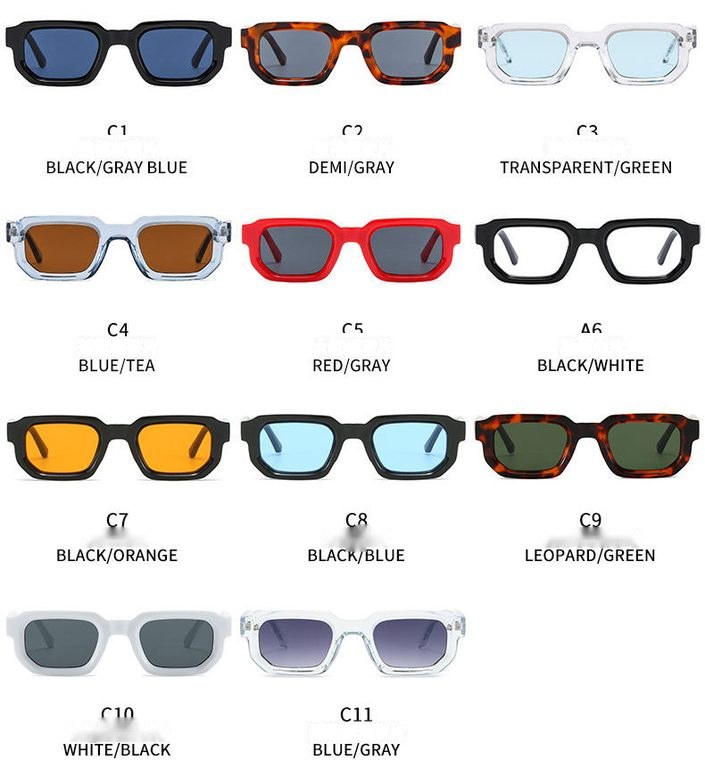 C1
BLACK/GRAY BLUE
C2
DEMI/GRAY
C3
TRANSPARENT/GREEN
C4
BLUE/TEA
C5
RED/GRAY
A6
BLACK/WHITE
C7
BLACK/ORANGE
C8
BLACK/BLUE
C9
LEOPARD/GREEN
C10
WHITE/BLACK
C11
BLUE/GRAY